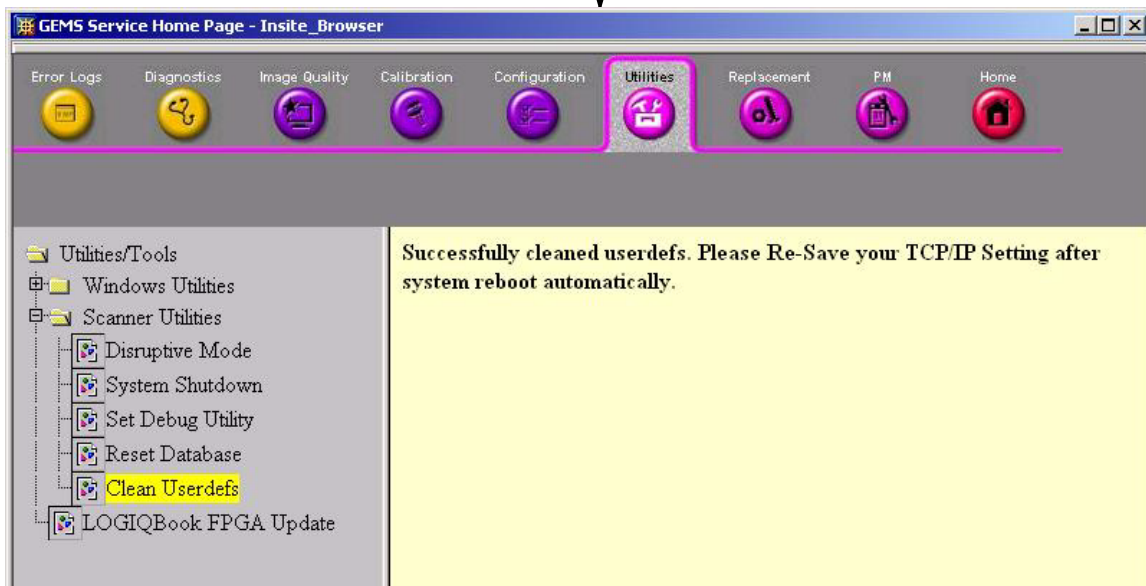 GEMS Service Home Page - Insite_Browser
Error Logs Diagnostics Image Quality Calibration Configuration Utilities Replacement PM Home
Utilities/Tools
Windows Utilities
Scanner Utilities
Disruptive Mode
System Shutdown
Set Debug Utility
Reset Database
Clean Userdefs
LOGIQBook FPGA Update
Successfully cleaned userdefs. Please Re-Save your TCP/IP Setting after
system reboot automatically.